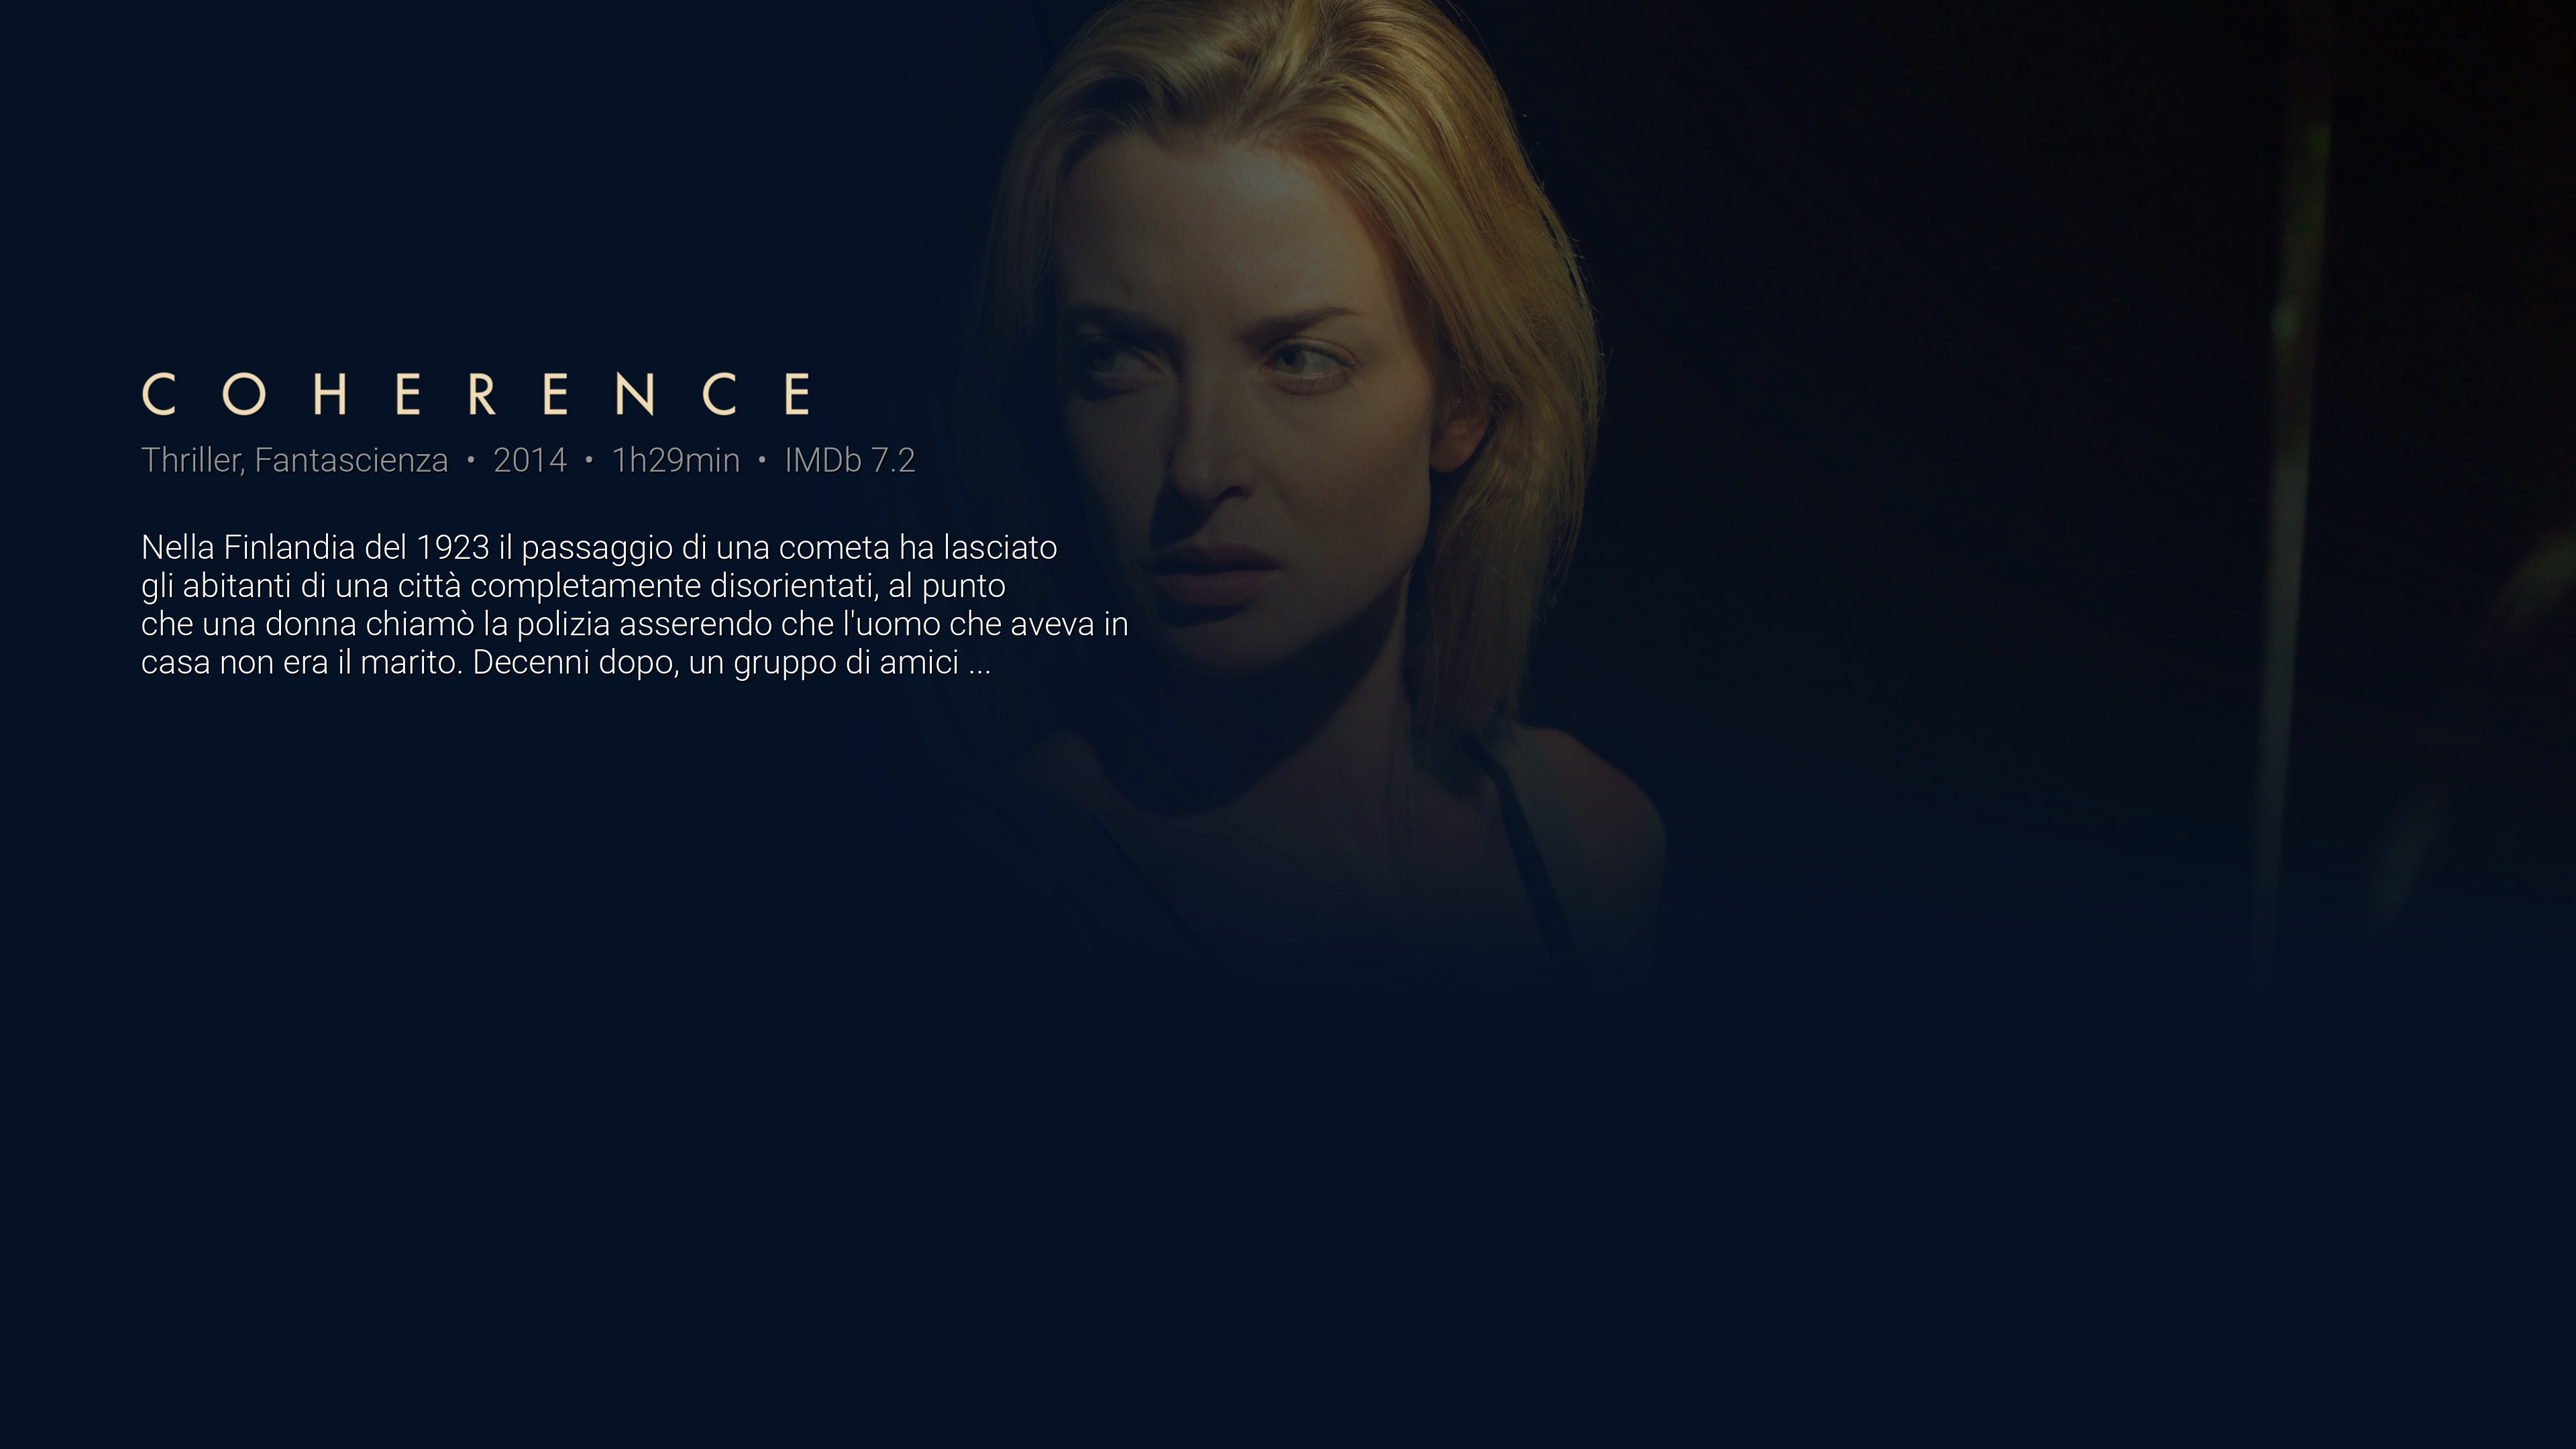 COHERENCE
Thriller, Fantascienza • 2014 • 1h29min • IMDb 7.2
Nella Finlandia del 1923 il passaggio di una cometa ha lasciato
gli abitanti di una città completamente disorientati, al punto
che una donna chiamò la polizia asserendo che l'uomo che aveva in
casa non era il marito. Decenni dopo, un gruppo di amici ...